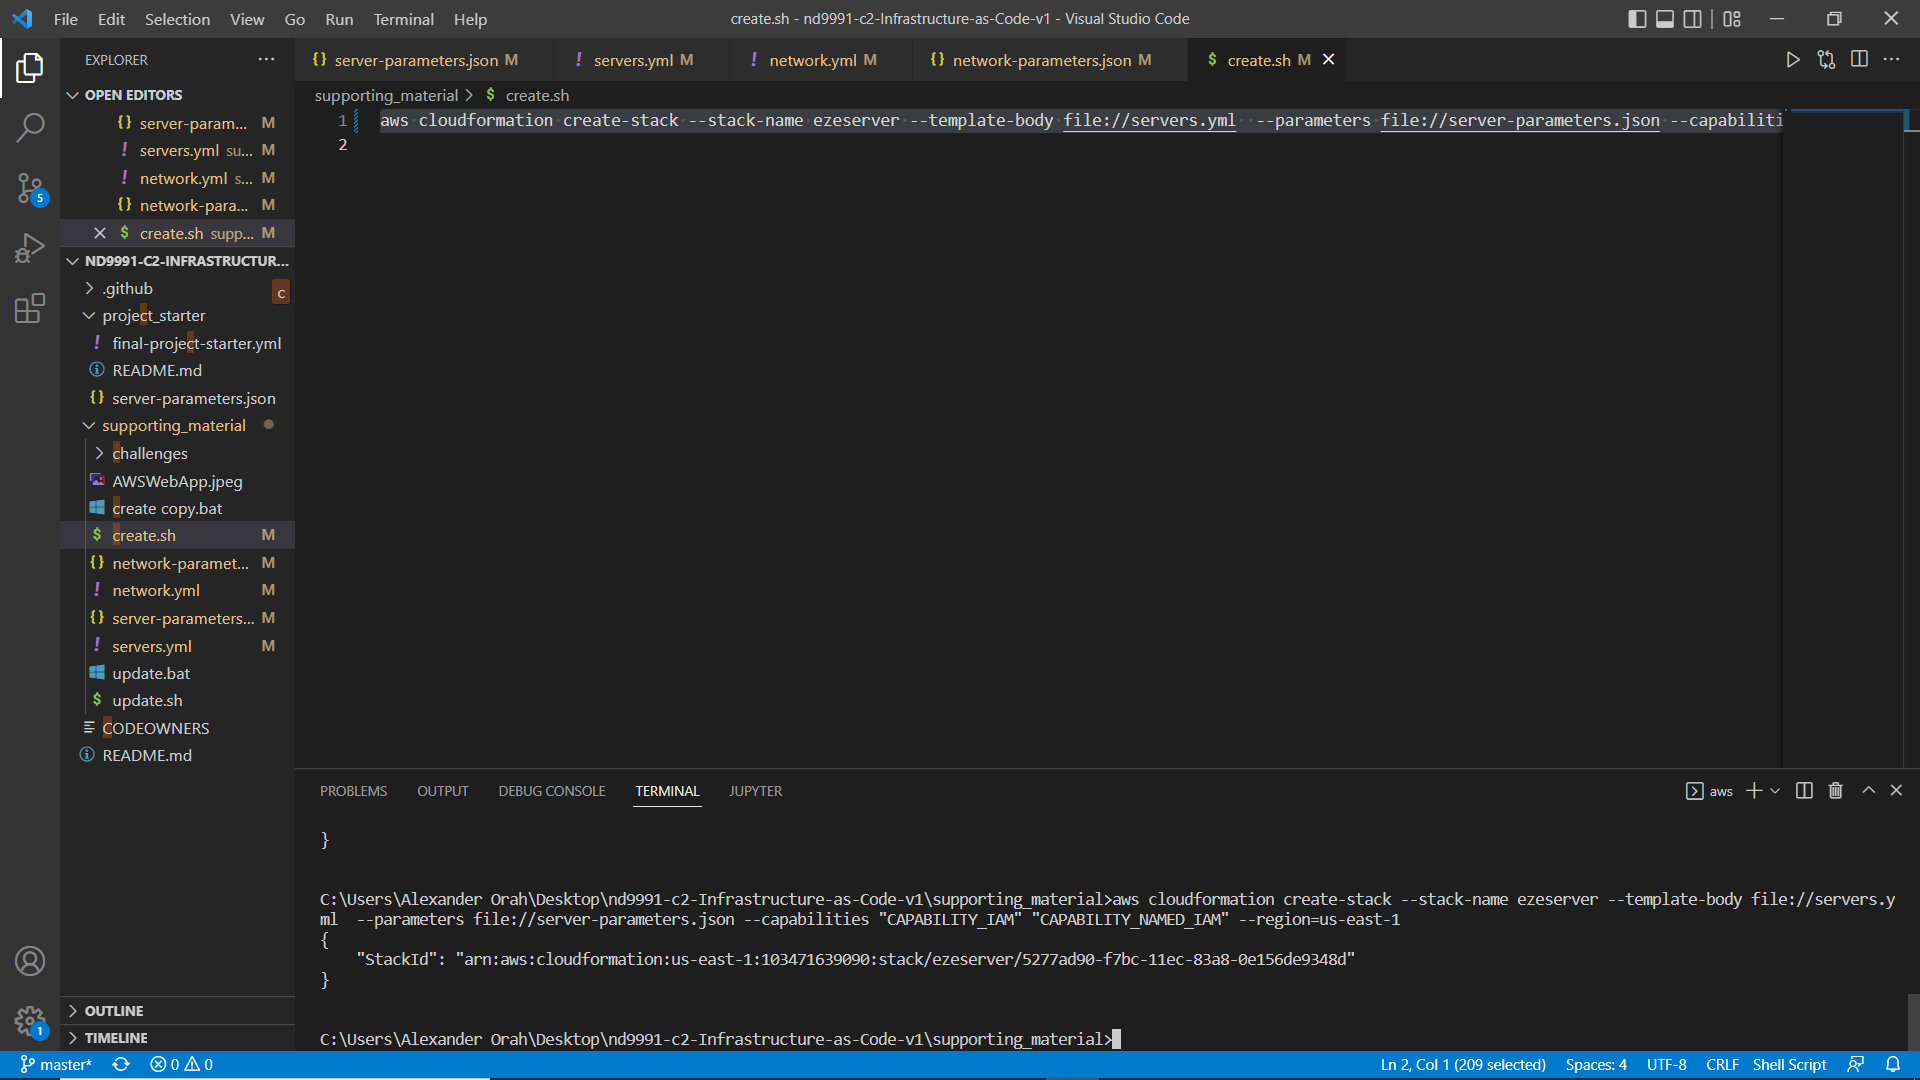 File Edit Selection View Go Run Terminal Help
create.sh - nd9991-c2-Infrastructure-as-Code-v1 - Visual Studio Code
EXPLORER
{} server-parameters.json M
! servers.yml M
! network.yml M
{} network-parameters.json M
$ create.sh M
OPEN EDITORS
{} server-param... M
! servers.yml su... M
! network.yml s... M
{} network-para... M
$ create.sh supp... M
ND9991-C2-INFRASTRUCTUR...
.github
c
project_starter
! final-project-starter.yml
README.md
{} server-parameters.json
supporting_material
challenges
AWSWebApp.jpeg
create copy.bat
$ create.sh M
{} network-paramet... M
! network.yml M
{} server-parameters... M
! servers.yml M
update.bat
$ update.sh
CODEOWNERS
README.md
OUTLINE
TIMELINE
5
1
supporting_material > $ create.sh
1 aws cloudformation create-stack --stack-name ezeserver --template-body file://servers.yml  --parameters file://server-parameters.json --capabiliti
2
PROBLEMS OUTPUT DEBUG CONSOLE TERMINAL JUPYTER
aws
}
C:\Users\Alexander Orah\Desktop\nd9991-c2-Infrastructure-as-Code-v1\supporting_material>aws cloudformation create-stack --stack-name ezeserver --template-body file://servers.y
ml  --parameters file://server-parameters.json --capabilities "CAPABILITY_IAM" "CAPABILITY_NAMED_IAM" --region=us-east-1
{
"StackId": "arn:aws:cloudformation:us-east-1:103471639090:stack/ezeserver/5277ad90-f7bc-11ec-83a8-0e156de9348d"
}
C:\Users\Alexander Orah\Desktop\nd9991-c2-Infrastructure-as-Code-v1\supporting_material>
master* 0 0
Ln 2, Col 1 (209 selected) Spaces: 4 UTF-8 CRLF Shell Script